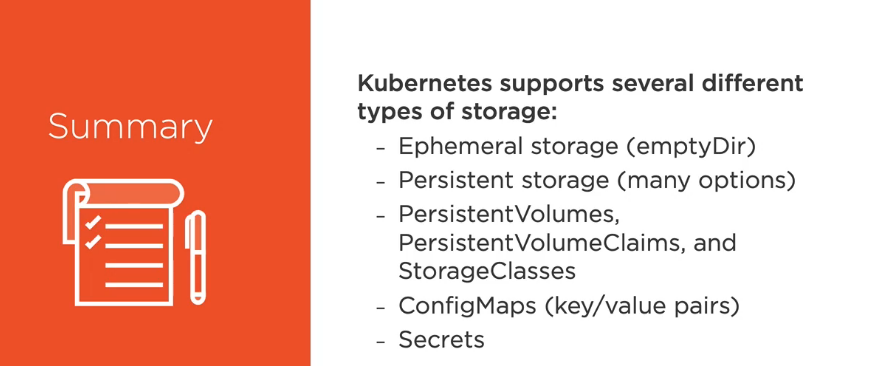 Summary
Kubernetes supports several different
types of storage:
- Ephemeral storage (emptyDir)
- Persistent storage (many options)
- PersistentVolumes,
PersistentVolumeClaims, and
StorageClasses
- ConfigMaps (key/value pairs)
- Secrets